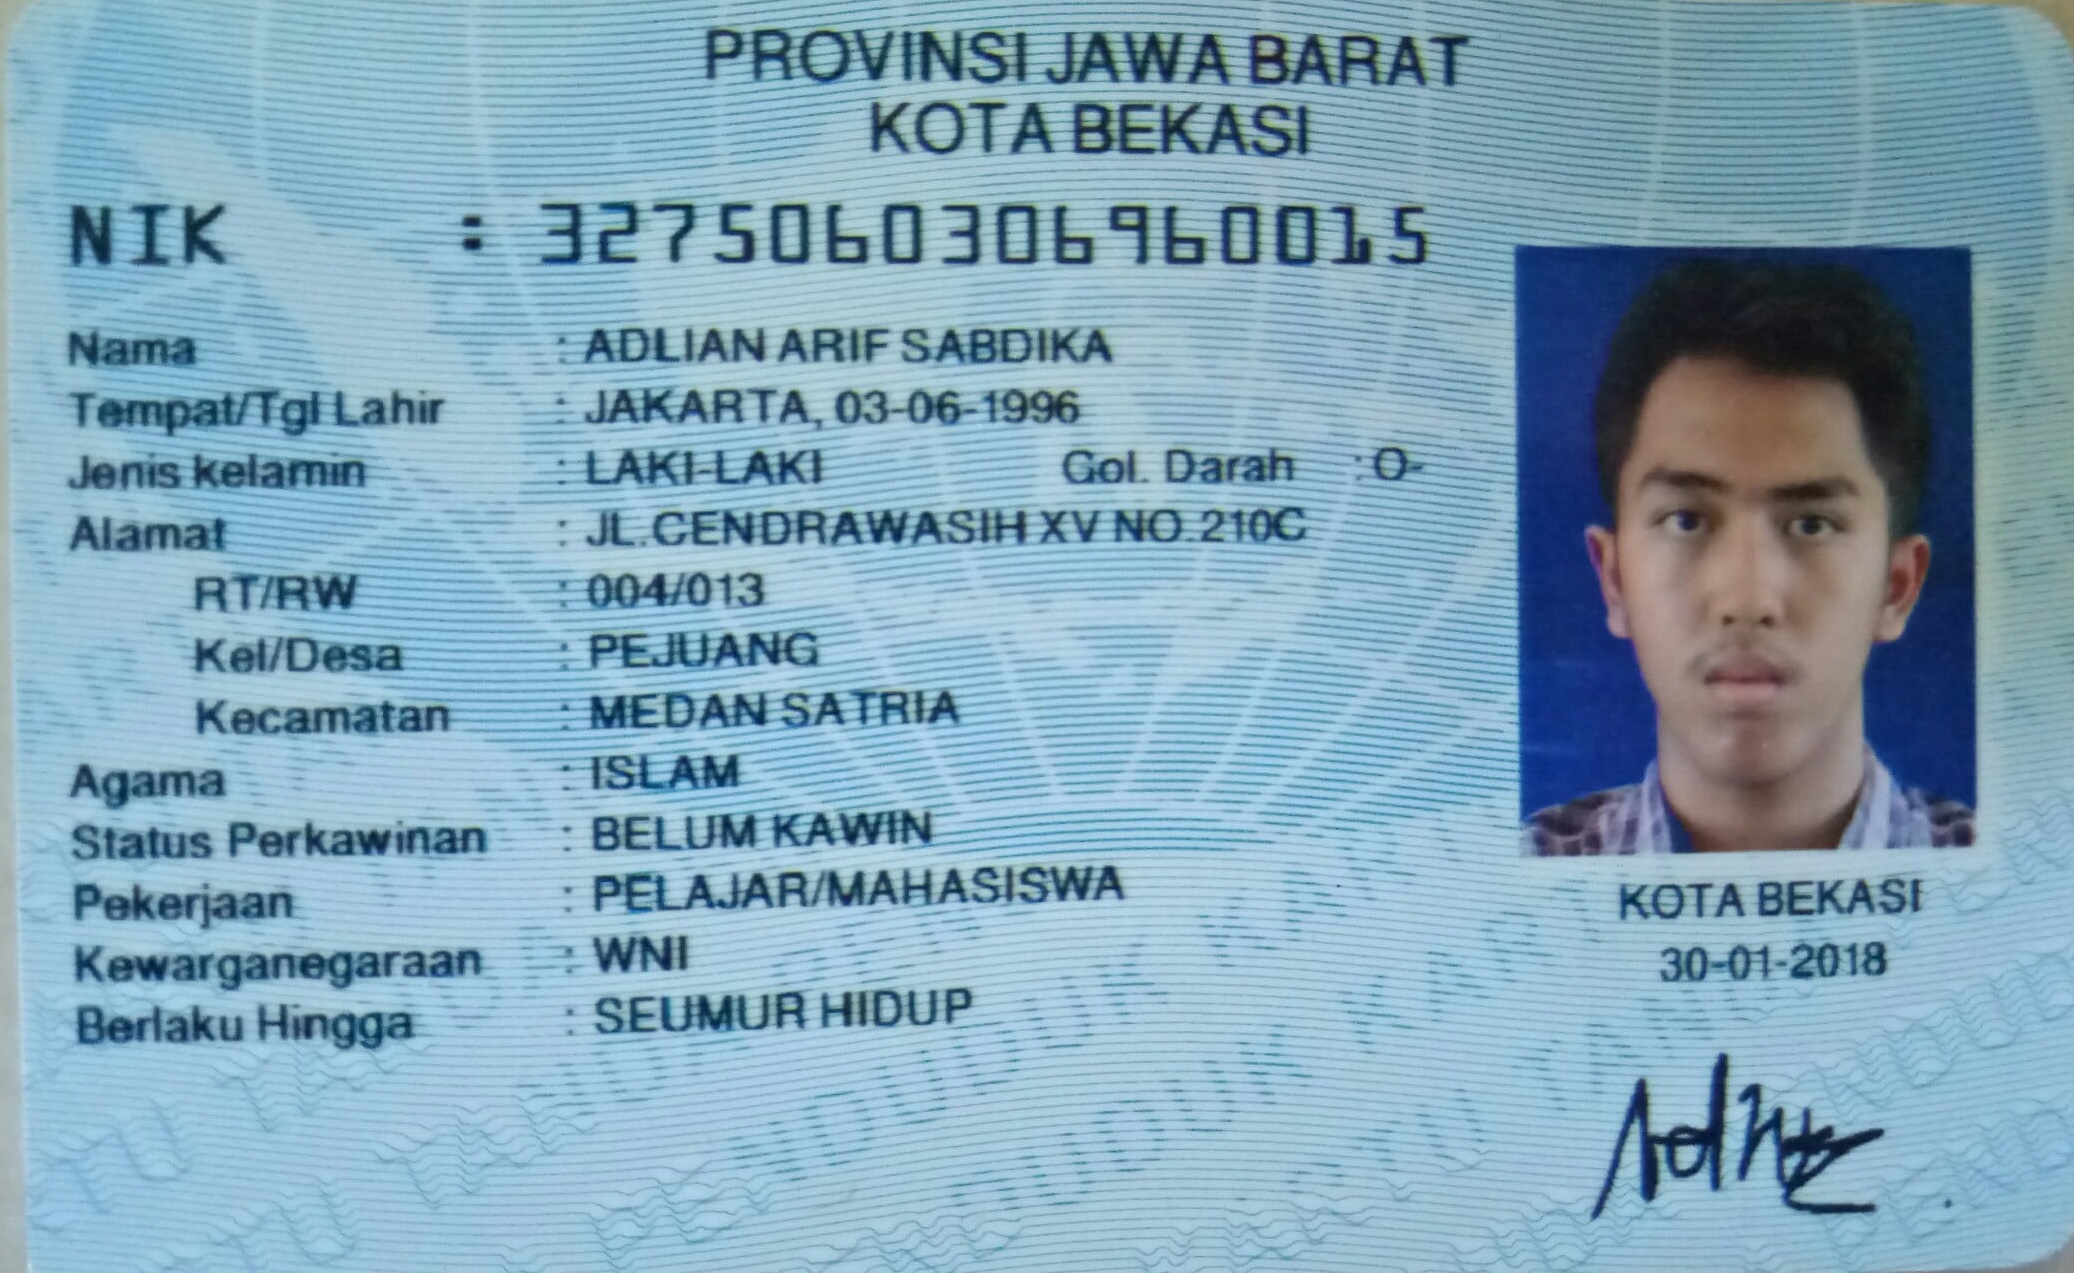 PROVINSI JAWA BARAT
KOTA BEKASI
NIK : 3275060306960015
Nama : ADLIAN ARIF SABDIKA
Tempat/Tgl Lahir : JAKARTA, 03-06-1996
Jenis kelamin : LAKI-LAKI Gol. Darah : O-
Alamat : JL.CENDRAWASIH XV NO.210C
RT/RW : 004/013
Kel/Desa : PEJUANG
Kecamatan : MEDAN SATRIA
Agama : ISLAM
Status Perkawinan : BELUM KAWIN
Pekerjaan : PELAJAR/MAHASISWA
Kewarganegaraan : WNI
Berlaku Hingga : SEUMUR HIDUP
KOTA BEKASI
30-01-2018